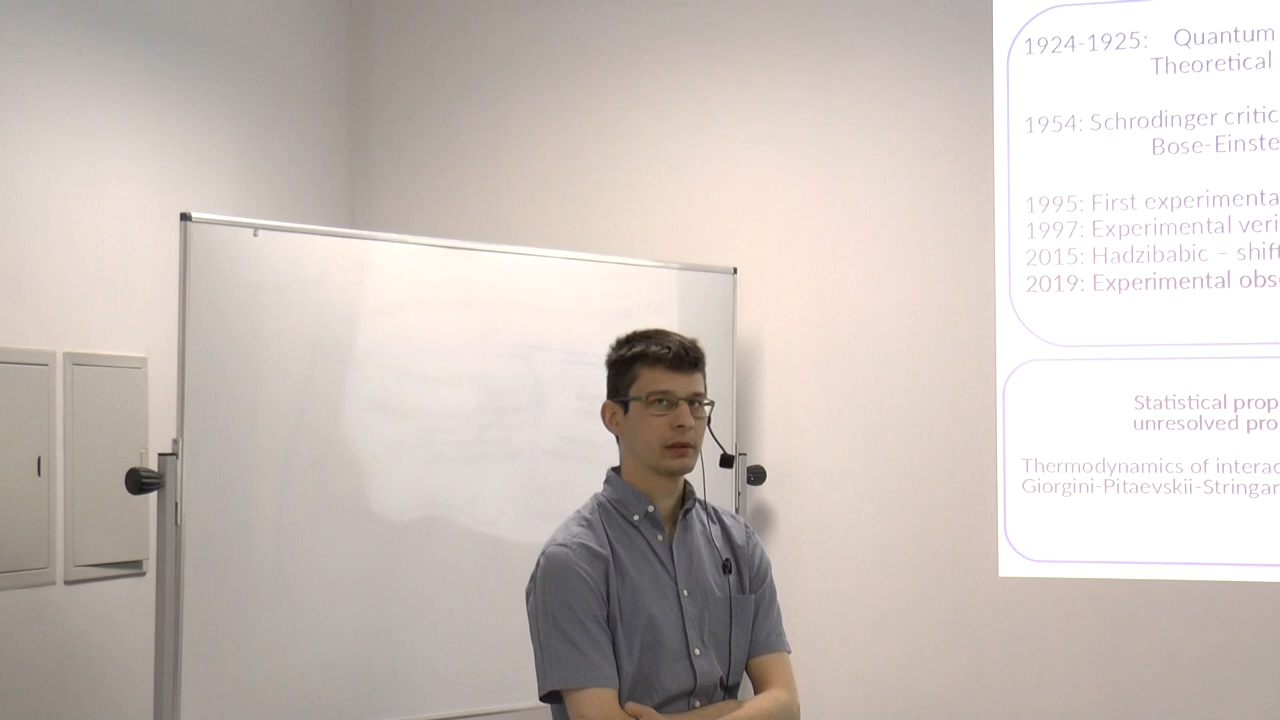 1924-1925: Quantum
Theoretical
1954: Schrodinger critic
Bose-Einste
1995: First experimenta
1997: Experimental veri
2015: Hadzibabic – shift
2019: Experimental obs
Statistical prop
unresolved pro
Thermodynamics of interac
Giorgini-Pitaevskii-Stringar